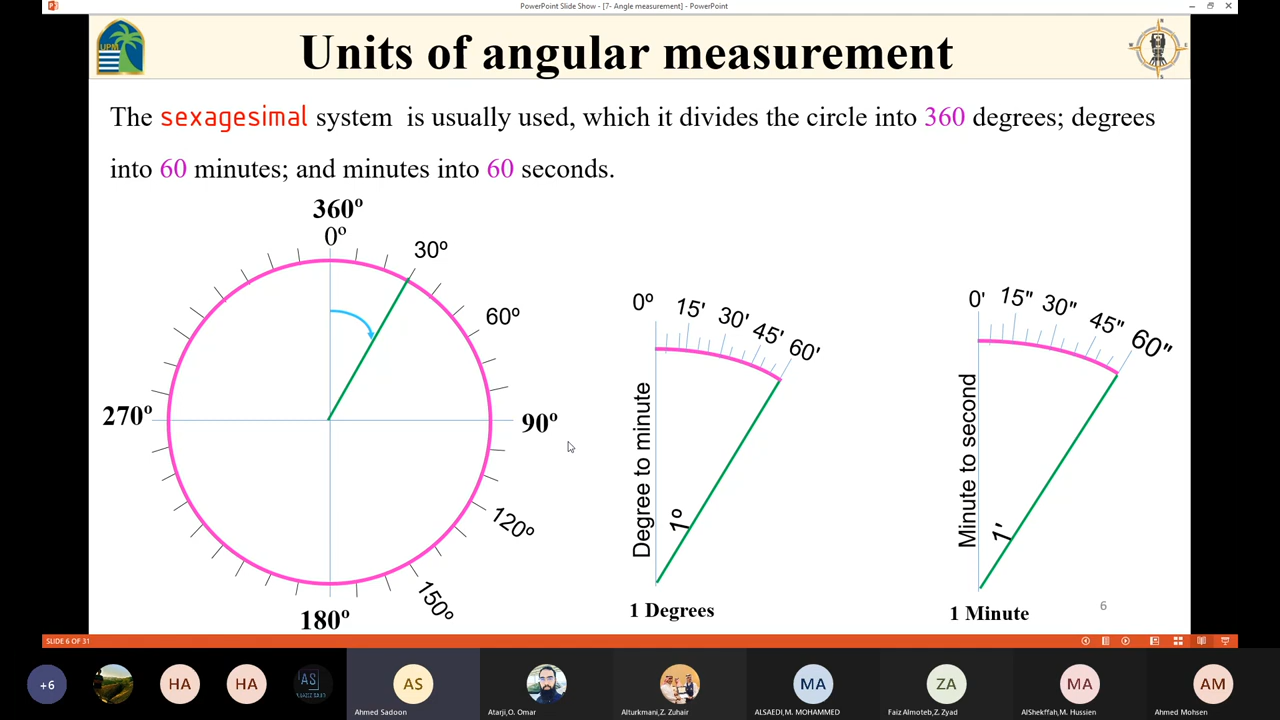 PowerPoint Slide Show - [7- Angle measurement] - PowerPoint
UPM
Units of angular measurement
The sexagesimal system is usually used, which it divides the circle into 360 degrees; degrees
into 60 minutes; and minutes into 60 seconds.
360º
0º
30º
60º
90º
120º
150º
180º
270º
0º
15'
30'
45'
60'
Degree to minute
1º
1 Degrees
0'
15"
30"
45"
60"
Minute to second
1'
1 Minute
6
SLIDE 6 OF 31
+6
HA
HA
AS
AS
Ahmed Sadoon
Atarji,O. Omar
Alturkmani,Z. Zuhair
MA
ALSAEDI,M. MOHAMMED
ZA
Faiz Almoteb,Z. Zyad
MA
AlShekffah,M. Hussien
AM
Ahmed Mohsen